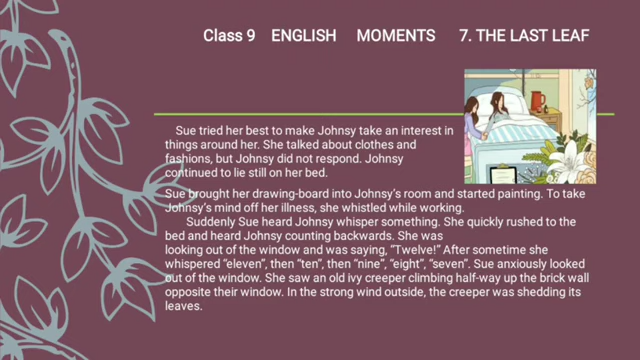 Class 9 ENGLISH MOMENTS 7. THE LAST LEAF
Sue tried her best to make Johnsy take an interest in
things around her. She talked about clothes and
fashions, but Johnsy did not respond. Johnsy
continued to lie still on her bed.
Sue brought her drawing-board into Johnsy's room and started painting. To take
Johnsy's mind off her illness, she whistled while working.
Suddenly Sue heard Johnsy whisper something. She quickly rushed to the
bed and heard Johnsy counting backwards. She was
looking out of the window and was saying, “Twelve!” After sometime she
whispered “eleven”, then “ten”, then “nine”, “eight”, “seven”. Sue anxiously looked
out of the window. She saw an old ivy creeper climbing half-way up the brick wall
opposite their window. In the strong wind outside, the creeper was shedding its
leaves.